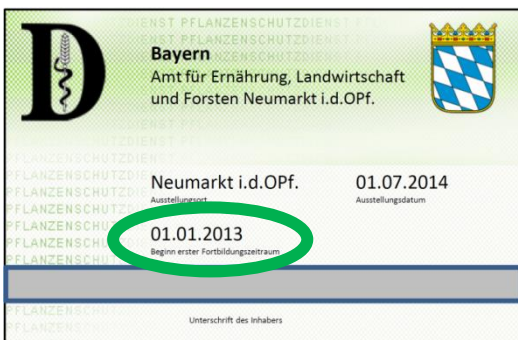 D
Bayern
Amt für Ernährung, Landwirtschaft
und Forsten Neumarkt i.d.OPf.
Neumarkt i.d.OPf.
Ausstellungsort
01.07.2014
Ausstellungsdatum
01.01.2013
Beginn erster Fortbildungszeitraum
Unterschrift des Inhabers